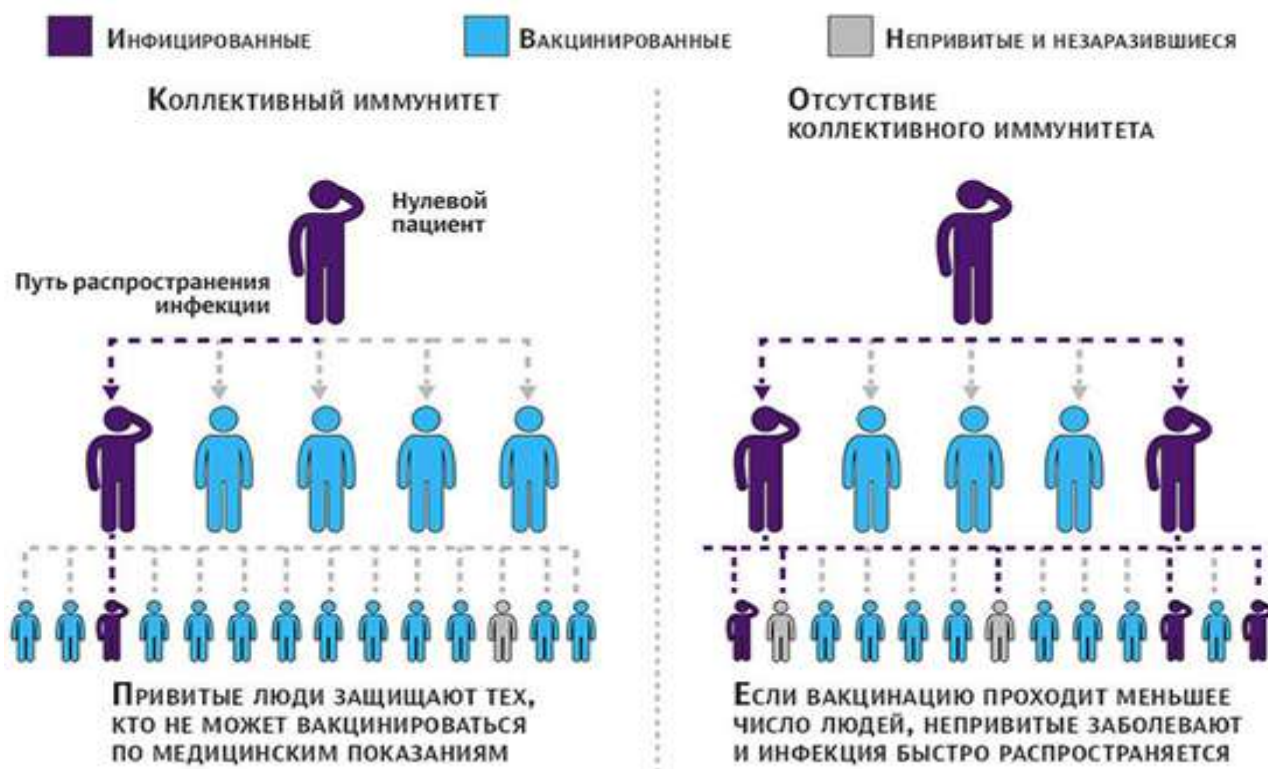 Инфицированные
Вакцинированные
Непривитые и незаразившиеся
Коллективный иммунитет
Нулевой
пациент
Путь распространения
инфекции
Привитые люди защищают тех,
кто не может вакцинироваться
по медицинским показаниям
Отсутствие
коллективного иммунитета
Если вакцинацию проходит меньшее
число людей, непривитые заболевают
и инфекция быстро распространяется